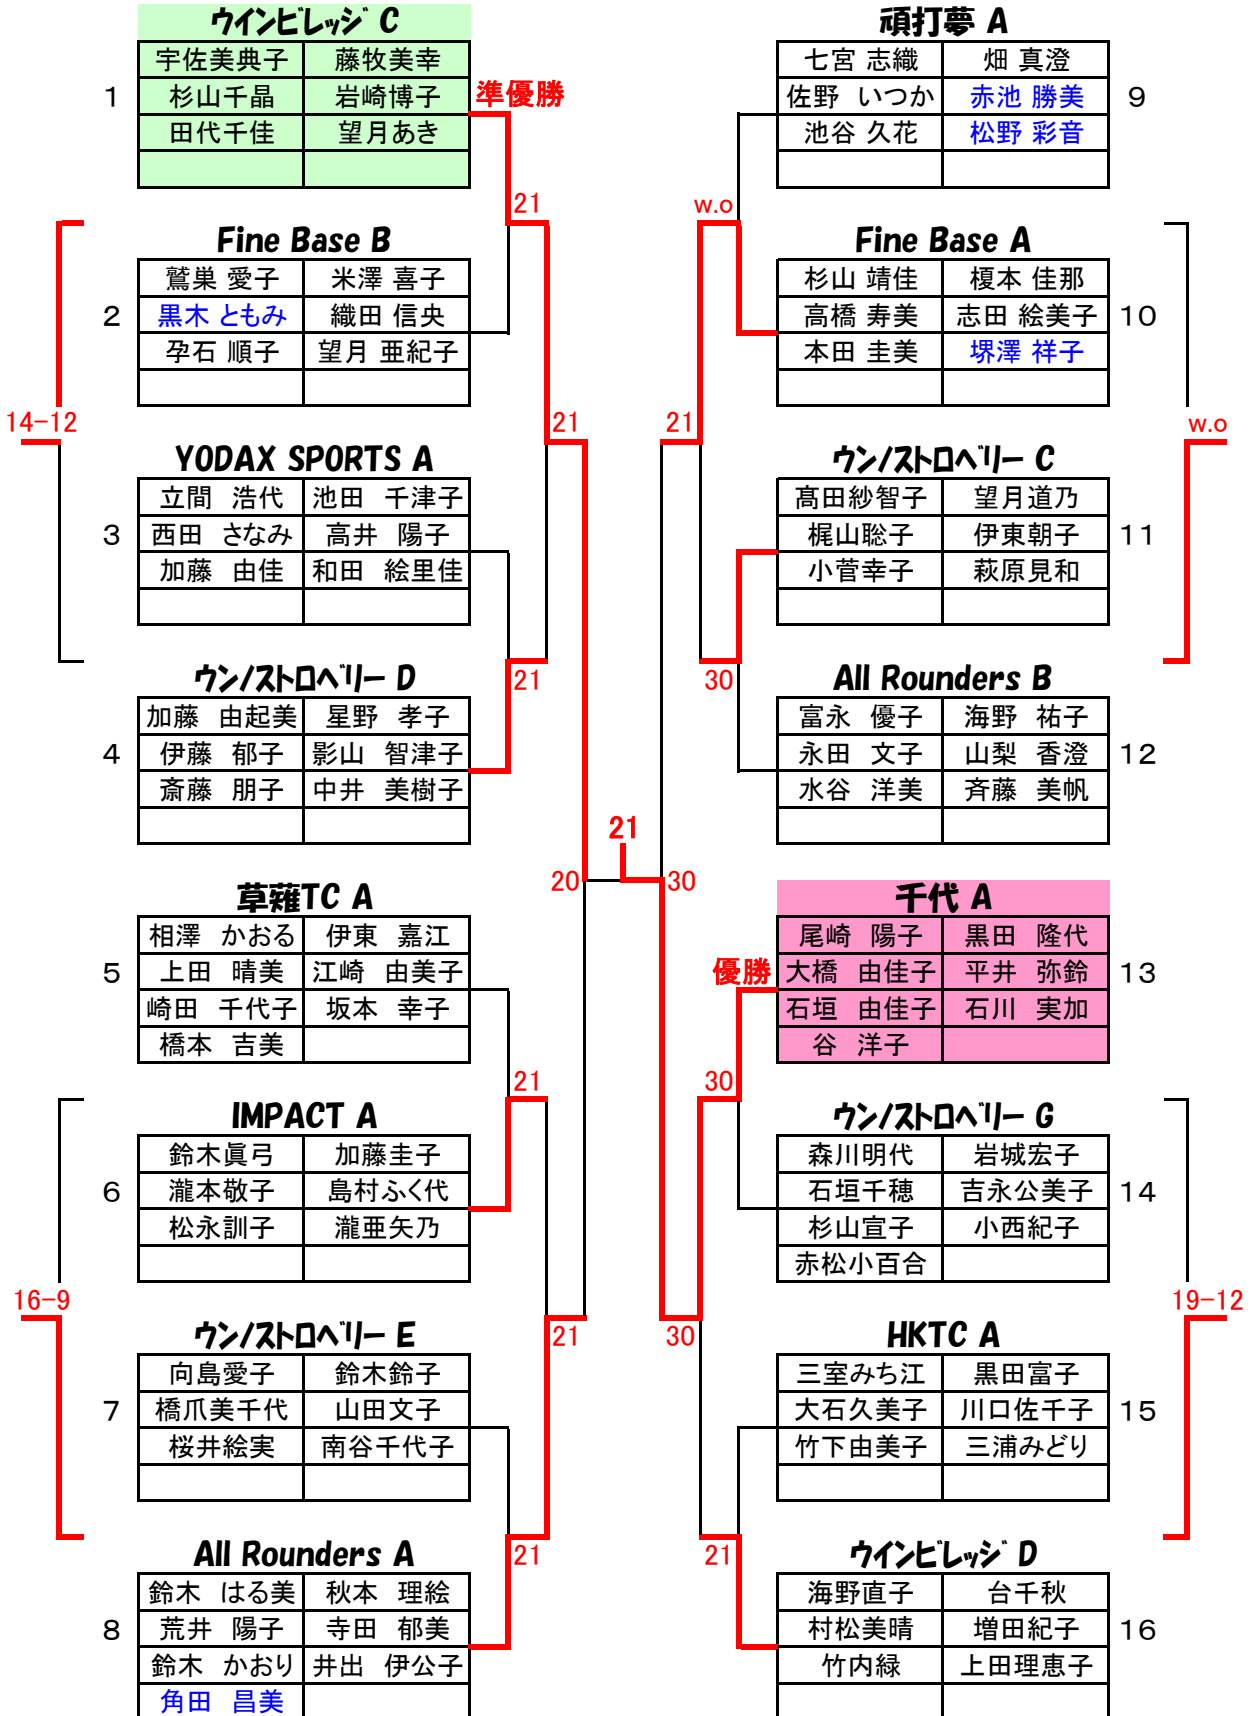 ウインビレッジ C
宇佐美典子 藤牧美幸
1 杉山千晶 岩崎博子 準優勝
田代千佳 望月あき
21
Fine Base B
鷲巣 愛子 米澤 喜子
2 黒木 ともみ 織田 信央
孕石 順子 望月 亜紀子
14-12
21
YODAX SPORTS A
立間 浩代 池田 千津子
3 西田 さなみ 高井 陽子
加藤 由佳 和田 絵里佳
ウン/ストロベリー D
21
加藤 由起美 星野 孝子
4 伊藤 郁子 影山 智津子
斎藤 朋子 中井 美樹子
20
草薙TC A
相澤 かおる 伊東 嘉江
5 上田 晴美 江崎 由美子
崎田 千代子 坂本 幸子
橋本 吉美
21
IMPACT A
鈴木眞弓 加藤圭子
6 瀧本敬子 島村ふく代
松永訓子 瀧亜矢乃
16-9
ウン/ストロベリー E
21
向島愛子 鈴木鈴子
7 橋爪美千代 山田文子
桜井絵実 南谷千代子
All Rounders A
21
鈴木 はる美 秋本 理絵
8 荒井 陽子 寺田 郁美
鈴木 かおり 井出 伊公子
角田 昌美
21
頑打夢 A
七宮 志織 畑 真澄
佐野 いつか 赤池 勝美 9
池谷 久花 松野 彩音
w.o
Fine Base A
杉山 靖佳 榎本 佳那
高橋 寿美 志田 絵美子 10
本田 圭美 堺澤 祥子
21
w.o
ウン/ストロベリー C
髙田紗智子 望月道乃
梶山聡子 伊東朝子 11
小菅幸子 萩原見和
30
All Rounders B
富永 優子 海野 祐子
永田 文子 山梨 香澄 12
水谷 洋美 斉藤 美帆
30
千代 A
尾崎 陽子 黒田 隆代
優勝 大橋 由佳子 平井 弥鈴 13
石垣 由佳子 石川 実加
谷 洋子
30
ウン/ストロベリー G
森川明代 岩城宏子
石垣千穂 吉永公美子 14
杉山宣子 小西紀子
赤松小百合
19-12
30
HKTC A
三室みち江 黒田富子
大石久美子 川口佐千子 15
竹下由美子 三浦みどり
21
ウインビレッジ D
海野直子 台千秋
村松美晴 増田紀子 16
竹内緑 上田理恵子